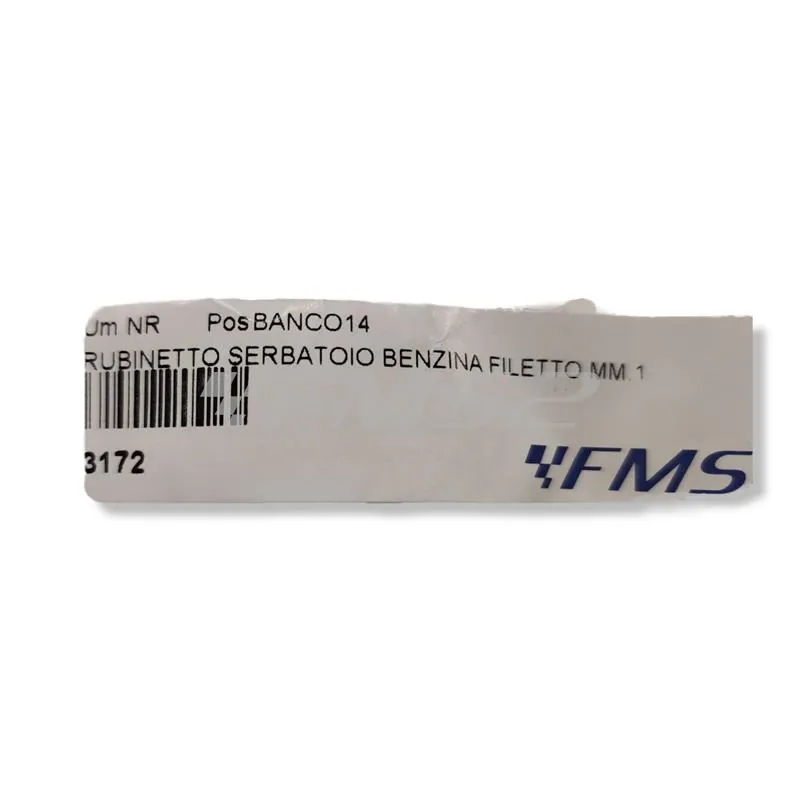 Um NR Pos BANCO14
RUBINETTO SERBATOIO BENZINA FILETTO MM.1
3172
FMS